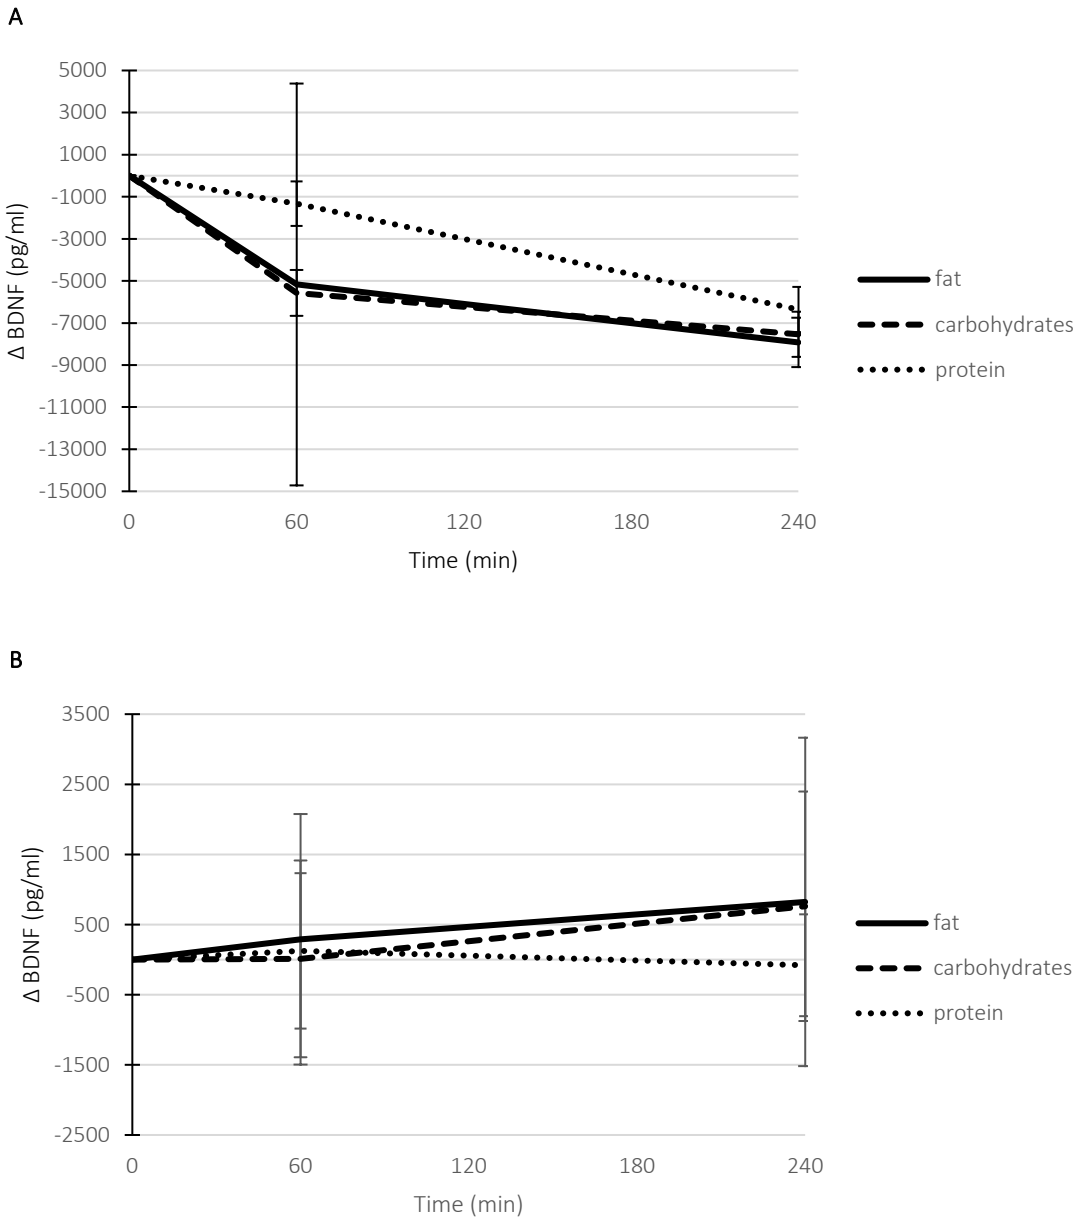 A
5000
3000
1000
-1000
-3000
-5000
-7000
-9000
-11000
-13000
-15000
Δ BDNF (pg/ml)
0 60 120 180 240
Time (min)
fat
carbohydrates
protein
B
3500
2500
1500
500
-500
-1500
-2500
Δ BDNF (pg/ml)
0 60 120 180 240
Time (min)
fat
carbohydrates
protein